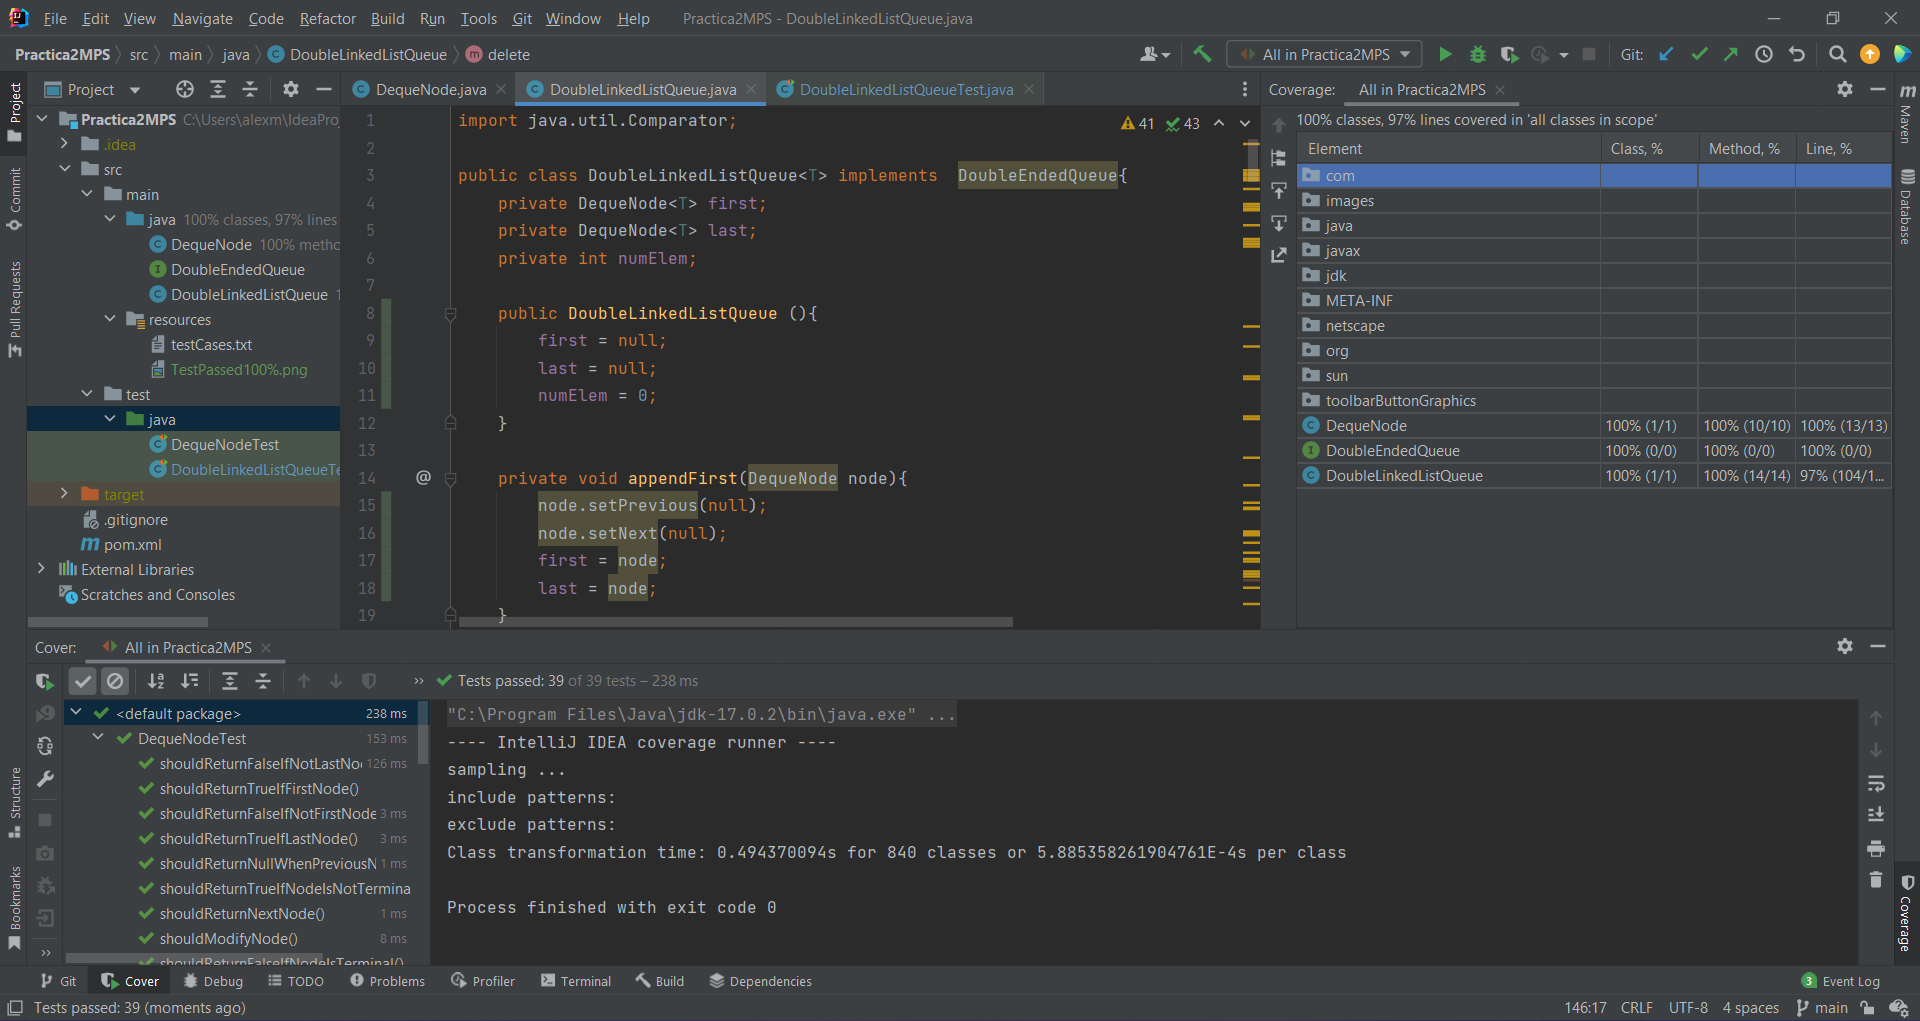 File Edit View Navigate Code Refactor Build Run Tools Git Window Help Practica2MPS - DoubleLinkedListQueue.java
Practica2MPS src main java DoubleLinkedListQueue m delete All in Practica2MPS Git:
Project
DequeNode.java DoubleLinkedListQueue.java DoubleLinkedListQueueTest.java
Coverage: All in Practica2MPS
Project
Commit
Pull Requests
Structure
Bookmarks
Practica2MPS C:\Users\alexm\IdeaProj
.idea
src
main
java 100% classes, 97% lines
DequeNode 100% metho
DoubleEndedQueue
DoubleLinkedListQueue 1
resources
testCases.txt
TestPassed100%.png
test
java
DequeNodeTest
DoubleLinkedListQueueTe
target
.gitignore
pom.xml
External Libraries
Scratches and Consoles
41 43
1 import java.util.Comparator;
2
3 public class DoubleLinkedListQueue<T> implements DoubleEndedQueue{
4 private DequeNode<T> first;
5 private DequeNode<T> last;
6 private int numElem;
7
8 public DoubleLinkedListQueue (){
9 first = null;
10 last = null;
11 numElem = 0;
12 }
13
14 @ private void appendFirst(DequeNode node){
15 node.setPrevious(null);
16 node.setNext(null);
17 first = node;
18 last = node;
19 }
100% classes, 97% lines covered in 'all classes in scope'
Element Class, % Method, % Line, %
com
images
java
javax
jdk
META-INF
netscape
org
sun
toolbarButtonGraphics
DequeNode 100% (1/1) 100% (10/10) 100% (13/13)
DoubleEndedQueue 100% (0/0) 100% (0/0) 100% (0/0)
DoubleLinkedListQueue 100% (1/1) 100% (14/14) 97% (104/1...
Maven
Database
Coverage
Cover: All in Practica2MPS
Tests passed: 39 of 39 tests – 238 ms
<default package> 238 ms
DequeNodeTest 153 ms
shouldReturnFalseIfNotLastNo 126 ms
shouldReturnTrueIfFirstNode()
shouldReturnFalseIfNotFirstNode 3 ms
shouldReturnTrueIfLastNode() 3 ms
shouldReturnNullWhenPreviousN 1 ms
shouldReturnTrueIfNodeIsNotTermina
shouldReturnNextNode() 1 ms
shouldModifyNode() 8 ms
shouldReturnFalseIfNodeIsTerminal()
"C:\Program Files\Java\jdk-17.0.2\bin\java.exe" ...
---- IntelliJ IDEA coverage runner ----
sampling ...
include patterns:
exclude patterns:
Class transformation time: 0.494370094s for 840 classes or 5.885358261904761E-4s per class
Process finished with exit code 0
Git Cover Debug TODO Problems Profiler Terminal Build Dependencies 3 Event Log
Tests passed: 39 (moments ago) 146:17 CRLF UTF-8 4 spaces main